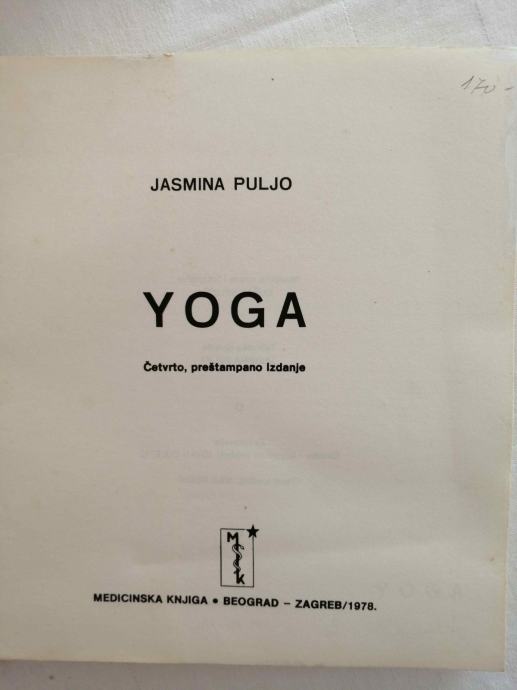 170-
JASMINA PULJO
YOGA
Četvrto, preštampano izdanje
M
K
MEDICINSKA KNJIGA • BEOGRAD – ZAGREB/1978.